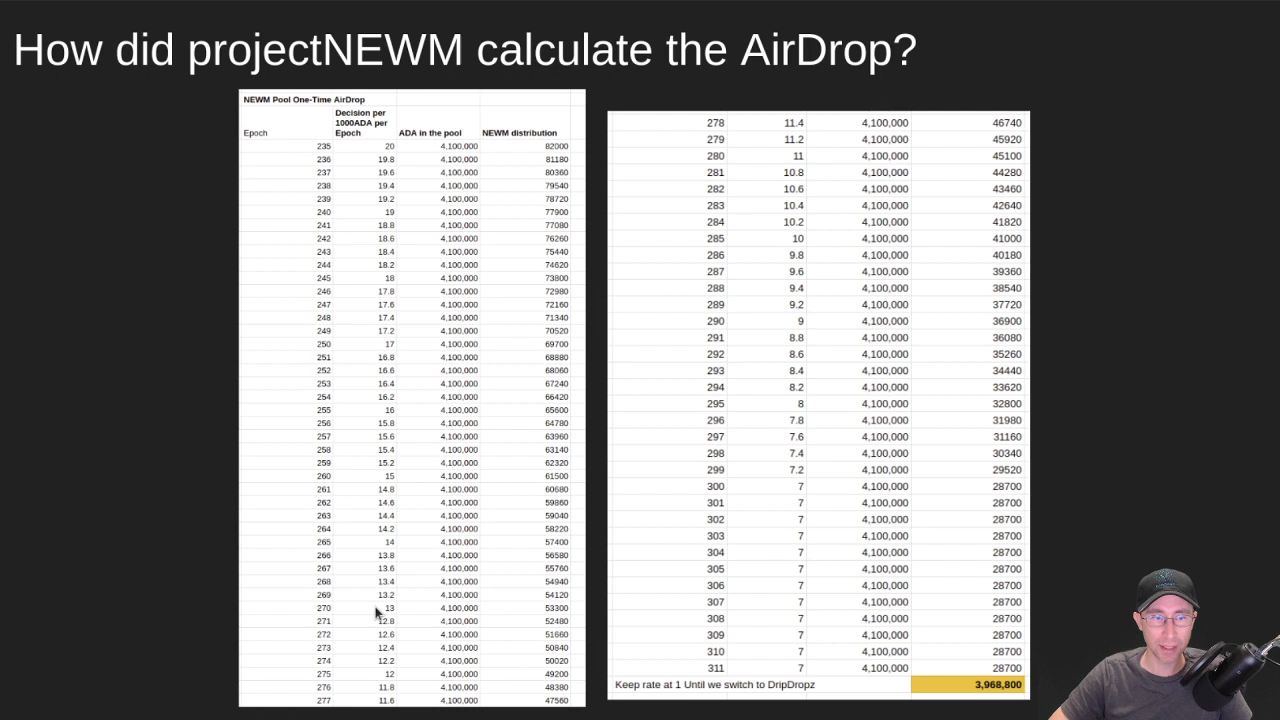 How did projectNEWM calculate the AirDrop?
NEWM Pool One-Time AirDrop
Epoch Decision per 1000ADA per Epoch ADA in the pool NEWM distribution
235 20 4,100,000 82000
236 19.8 4,100,000 81180
237 19.6 4,100,000 80360
238 19.4 4,100,000 79540
239 19.2 4,100,000 78720
240 19 4,100,000 77900
241 18.8 4,100,000 77080
242 18.6 4,100,000 76260
243 18.4 4,100,000 75440
244 18.2 4,100,000 74620
245 18 4,100,000 73800
246 17.8 4,100,000 72980
247 17.6 4,100,000 72160
248 17.4 4,100,000 71340
249 17.2 4,100,000 70520
250 17 4,100,000 69700
251 16.8 4,100,000 68880
252 16.6 4,100,000 68060
253 16.4 4,100,000 67240
254 16.2 4,100,000 66420
255 16 4,100,000 65600
256 15.8 4,100,000 64780
257 15.6 4,100,000 63960
258 15.4 4,100,000 63140
259 15.2 4,100,000 62320
260 15 4,100,000 61500
261 14.8 4,100,000 60680
262 14.6 4,100,000 59860
263 14.4 4,100,000 59040
264 14.2 4,100,000 58220
265 14 4,100,000 57400
266 13.8 4,100,000 56580
267 13.6 4,100,000 55760
268 13.4 4,100,000 54940
269 13.2 4,100,000 54120
270 13 4,100,000 53300
271 12.8 4,100,000 52480
272 12.6 4,100,000 51660
273 12.4 4,100,000 50840
274 12.2 4,100,000 50020
275 12 4,100,000 49200
276 11.8 4,100,000 48380
277 11.6 4,100,000 47560
278 11.4 4,100,000 46740
279 11.2 4,100,000 45920
280 11 4,100,000 45100
281 10.8 4,100,000 44280
282 10.6 4,100,000 43460
283 10.4 4,100,000 42640
284 10.2 4,100,000 41820
285 10 4,100,000 41000
286 9.8 4,100,000 40180
287 9.6 4,100,000 39360
288 9.4 4,100,000 38540
289 9.2 4,100,000 37720
290 9 4,100,000 36900
291 8.8 4,100,000 36080
292 8.6 4,100,000 35260
293 8.4 4,100,000 34440
294 8.2 4,100,000 33620
295 8 4,100,000 32800
296 7.8 4,100,000 31980
297 7.6 4,100,000 31160
298 7.4 4,100,000 30340
299 7.2 4,100,000 29520
300 7 4,100,000 28700
301 7 4,100,000 28700
302 7 4,100,000 28700
303 7 4,100,000 28700
304 7 4,100,000 28700
305 7 4,100,000 28700
306 7 4,100,000 28700
307 7 4,100,000 28700
308 7 4,100,000 28700
309 7 4,100,000 28700
310 7 4,100,000 28700
311 7 4,100,000 28700
Keep rate at 1 Until we switch to DripDropz 3,968,800